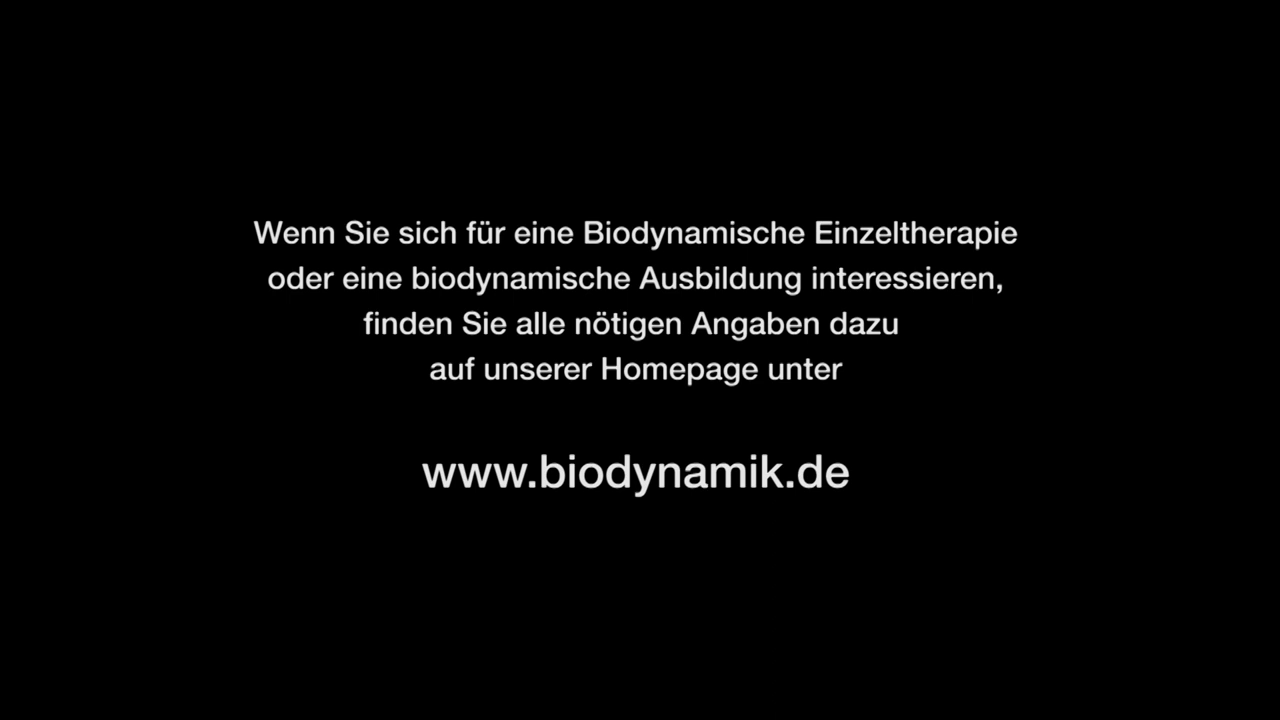 Wenn Sie sich für eine Biodynamische Einzeltherapie
oder eine biodynamische Ausbildung interessieren,
finden Sie alle nötigen Angaben dazu
auf unserer Homepage unter
www.biodynamik.de